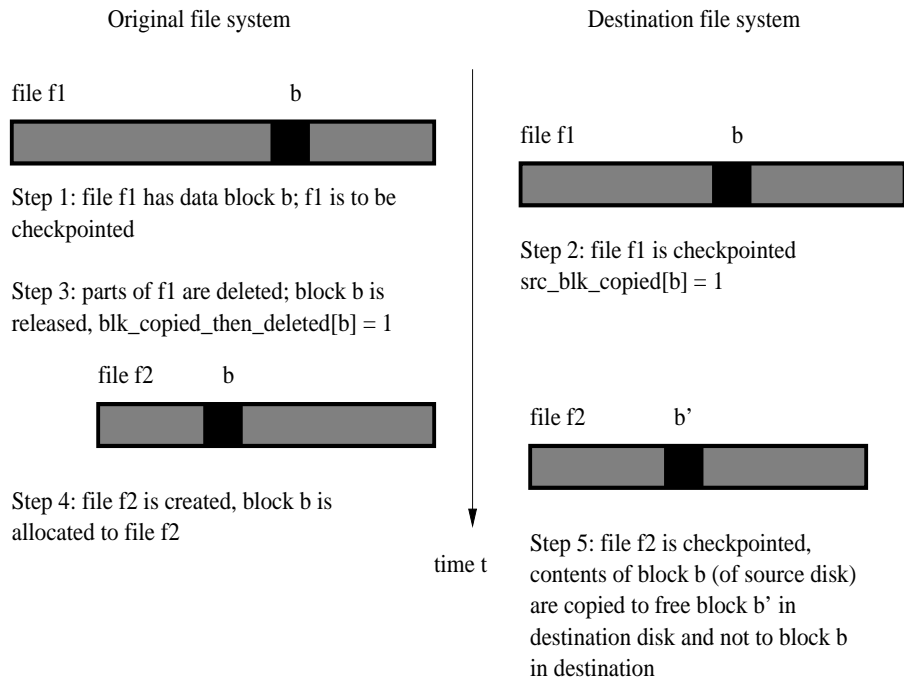 Original file system
Destination file system
file f1
b
Step 1: file f1 has data block b; f1 is to be
checkpointed
file f1
b
Step 2: file f1 is checkpointed
src_blk_copied[b] = 1
Step 3: parts of f1 are deleted; block b is
released, blk_copied_then_deleted[b] = 1
file f2
b
Step 4: file f2 is created, block b is
allocated to file f2
time t
file f2
b’
Step 5: file f2 is checkpointed,
contents of block b (of source disk)
are copied to free block b’ in
destination disk and not to block b
in destination